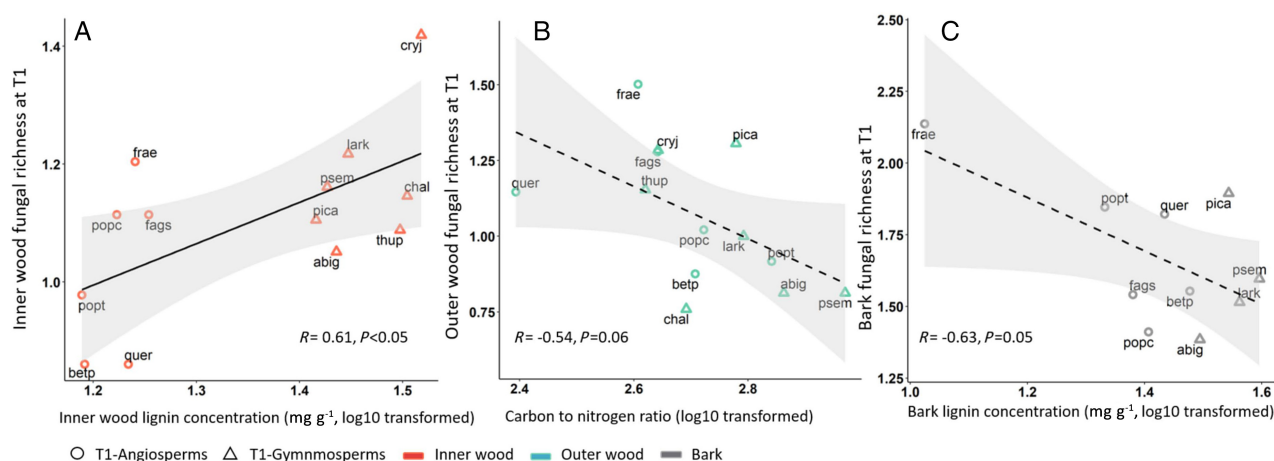 A
Inner wood fungal richness at T1
1.4
1.2
1.0
cryj
frae
lark
psem
chal
popc
fags
pica
thup
abig
popt
quer
betp
R= 0.61, P<0.05
1.2 1.3 1.4 1.5
Inner wood lignin concentration (mg g-1, log10 transformed)
B
Outer wood fungal richness at T1
1.50
1.25
1.00
0.75
frae
cryj
pica
fags
thup
quer
popc
lark
popt
betp
abig
psem
chal
R= -0.54, P=0.06
2.4 2.6 2.8
Carbon to nitrogen ratio (log10 transformed)
C
Bark fungal richness at T1
2.50
2.25
2.00
1.75
1.50
1.25
frae
popt
quer
pica
psem
fags
betp
lark
popc
abig
R= -0.63, P=0.05
1.0 1.2 1.4 1.6
Bark lignin concentration (mg g-1, log10 transformed)
T1-Angiosperms T1-Gymnmosperms Inner wood Outer wood Bark